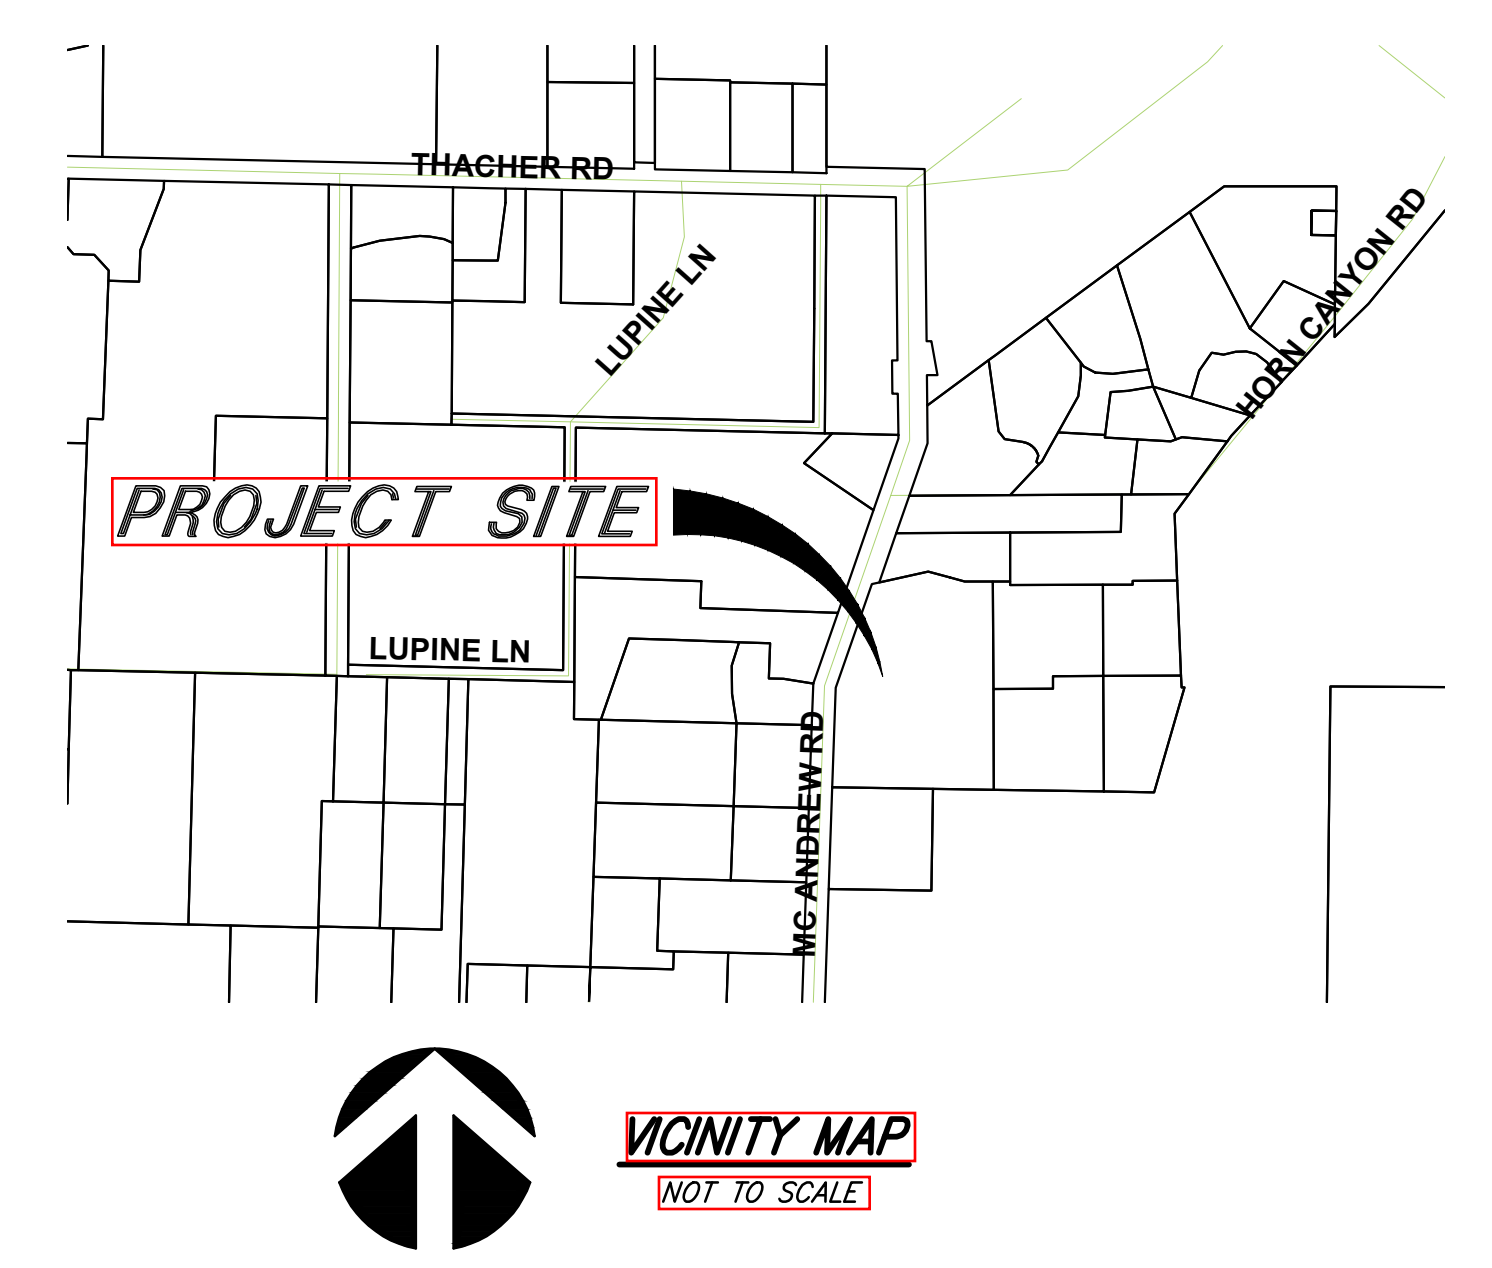 THACHER RD
LUPINE LN
HORN CANYON RD
PROJECT SITE
LUPINE LN
MC ANDREW RD
VICINITY MAP
NOT TO SCALE